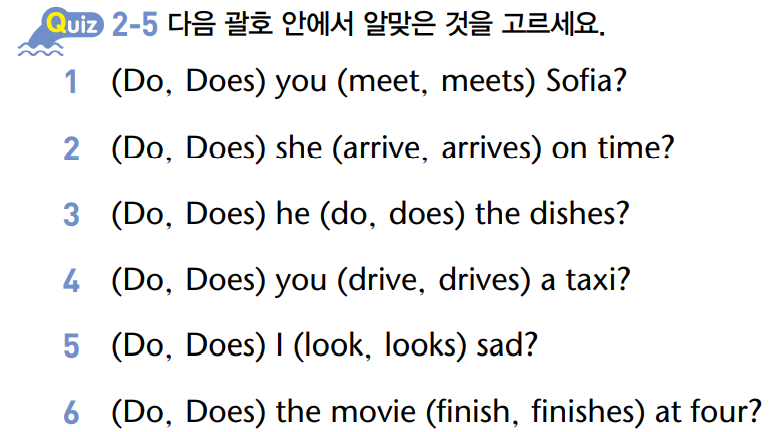 Quiz 2-5 다음 괄호 안에서 알맞은 것을 고르세요.
1 (Do, Does) you (meet, meets) Sofia?
2 (Do, Does) she (arrive, arrives) on time?
3 (Do, Does) he (do, does) the dishes?
4 (Do, Does) you (drive, drives) a taxi?
5 (Do, Does) I (look, looks) sad?
6 (Do, Does) the movie (finish, finishes) at four?